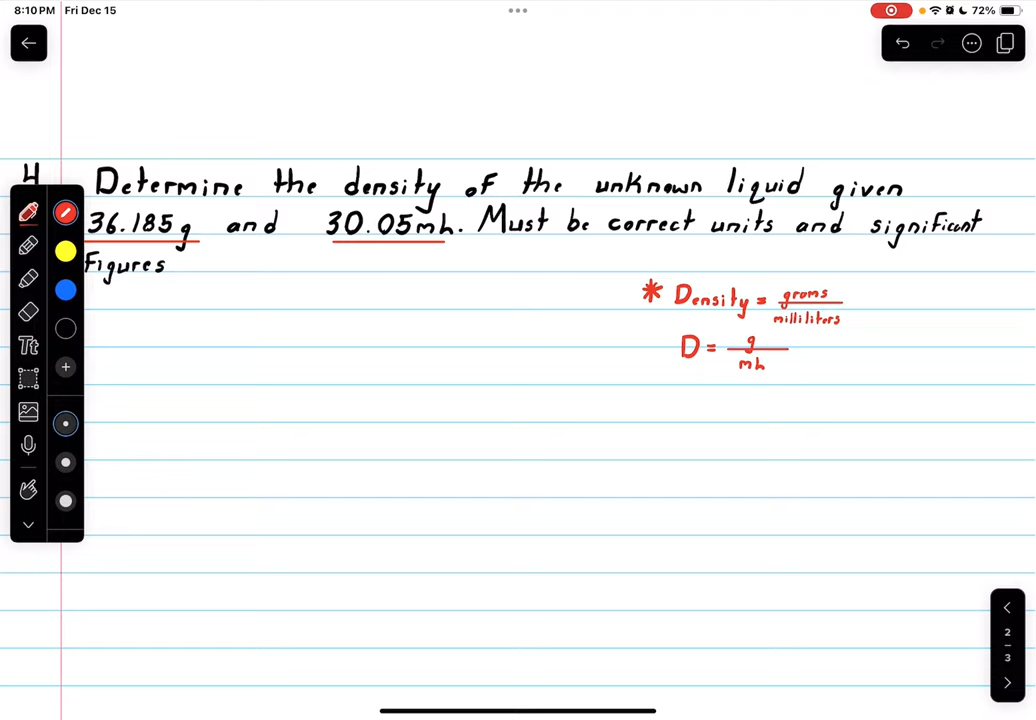 8:10 PM Fri Dec 15
72%
4
Determine the density of the unknown liquid given
36.185g and 30.05mL. Must be correct units and significant
Figures
* Density = grams
milliliters
D = g
mL
Tt
2
3